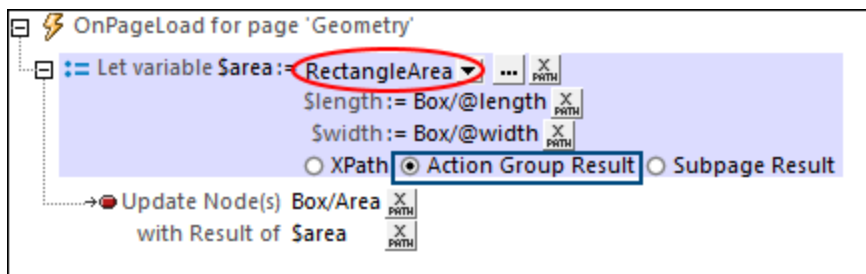 OnPageLoad for page 'Geometry'
Let variable $area := RectangleArea ... X PATH
$length := Box/@length X PATH
$width := Box/@width X PATH
XPath Action Group Result Subpage Result
Update Node(s) Box/Area X PATH
with Result of $area X PATH